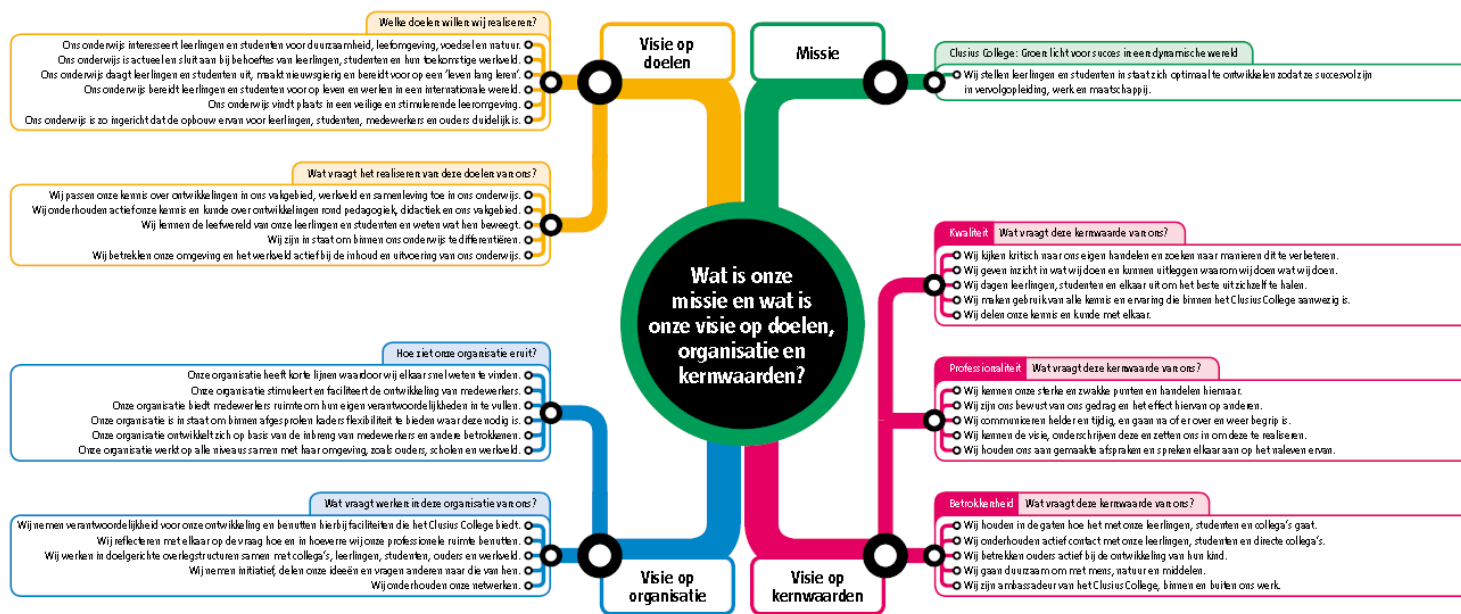 Welke doelen willen wij realiseren?
Ons onderwijs interesseert leerlingen en studenten voor duurzaamheid, leefomgeving, voedsel en natuur.
Ons onderwijs is actueel en sluit aan bij behoeftes van leerlingen, studenten en hun toekomstige werkveld.
Ons onderwijs daagt leerlingen en studenten uit, maakt nieuwsgierig en bereidt voor op een 'leven lang leren'.
Ons onderwijs bereidt leerlingen en studenten voor op leven en werken in een internationale wereld.
Ons onderwijs vindt plaats in een veilige en stimulerende leeromgeving.
Ons onderwijs is zo ingericht dat de opbouw ervan voor leerlingen, studenten, medewerkers en ouders duidelijk is.
Visie op
doelen
Wat vraagt het realiseren van deze doelen van ons?
Wij passen onze kennis over ontwikkelingen in ons vakgebied, werkveld en samenleving toe in ons onderwijs.
Wij onderhouden actief onze kennis en kunde over ontwikkelingen rond pedagogiek, didactiek en ons vakgebied.
Wij kennen de leefwereld van onze leerlingen en studenten en weten wat hen beweegt.
Wij zijn in staat om binnen ons onderwijs te differentiëren.
Wij betrekken onze omgeving en het werkveld actief bij de inhoud en uitvoering van ons onderwijs.
Missie
Clusius College: Groen licht voor succes in een dynamische wereld
Wij stellen leerlingen en studenten in staat zich optimaal te ontwikkelen zodat ze succesvol zijn
in vervolgopleiding, werk en maatschappij.
Wat is onze
missie en wat is
onze visie op doelen,
organisatie en
kernwaarden?
Hoe ziet onze organisatie eruit?
Onze organisatie heeft korte lijnen waardoor wij elkaar snel weten te vinden.
Onze organisatie stimuleert en faciliteert de ontwikkeling van medewerkers.
Onze organisatie biedt medewerkers ruimte om hun eigen verantwoordelijkheden in te vullen.
Onze organisatie is in staat om binnen afgesproken kaders flexibiliteit te bieden waar deze nodig is.
Onze organisatie ontwikkelt zich op basis van de inbreng van medewerkers en andere betrokkenen.
Onze organisatie werkt op alle niveaus samen met haar omgeving, zoals ouders, scholen en werkveld.
Wat vraagt werken in deze organisatie van ons?
Wij nemen verantwoordelijkheid voor onze ontwikkeling en benutten hierbij faciliteiten die het Clusius College biedt.
Wij reflecteren met elkaar op de vraag hoe en in hoeverre wij onze professionele ruimte benutten.
Wij werken in doelgerichte overlegstructuren samen met collega's, leerlingen, studenten, ouders en werkveld.
Wij nemen initiatief, delen onze ideeën en vragen anderen naar die van hen.
Wij onderhouden onze netwerken.
Visie op
organisatie
Kwaliteit Wat vraagt deze kernwaarde van ons?
Wij kijken kritisch naar ons eigen handelen en zoeken naar manieren dit te verbeteren.
Wij geven inzicht in wat wij doen en kunnen uitleggen waarom wij doen wat wij doen.
Wij dagen leerlingen, studenten en elkaar uit om het beste uit zichzelf te halen.
Wij maken gebruik van alle kennis en ervaring die binnen het Clusius College aanwezig is.
Wij delen onze kennis en kunde met elkaar.
Professionaliteit Wat vraagt deze kernwaarde van ons?
Wij kennen onze sterke en zwakke punten en handelen hiernaar.
Wij zijn ons bewust van ons gedrag en het effect hiervan op anderen.
Wij communiceren helder en tijdig, en gaan na of er over en weer begrip is.
Wij kennen de visie, onderschrijven deze en zetten ons in om deze te realiseren.
Wij houden ons aan gemaakte afspraken en spreken elkaar aan op het naleven ervan.
Betrokkenheid Wat vraagt deze kernwaarde van ons?
Wij houden in de gaten hoe het met onze leerlingen, studenten en collega's gaat.
Wij onderhouden actief contact met onze leerlingen, studenten en directe collega's.
Wij betrekken ouders actief bij de ontwikkeling van hun kind.
Wij gaan duurzaam om met mens, natuur en middelen.
Wij zijn ambassadeur van het Clusius College, binnen en buiten ons werk.
Visie op
kernwaarden